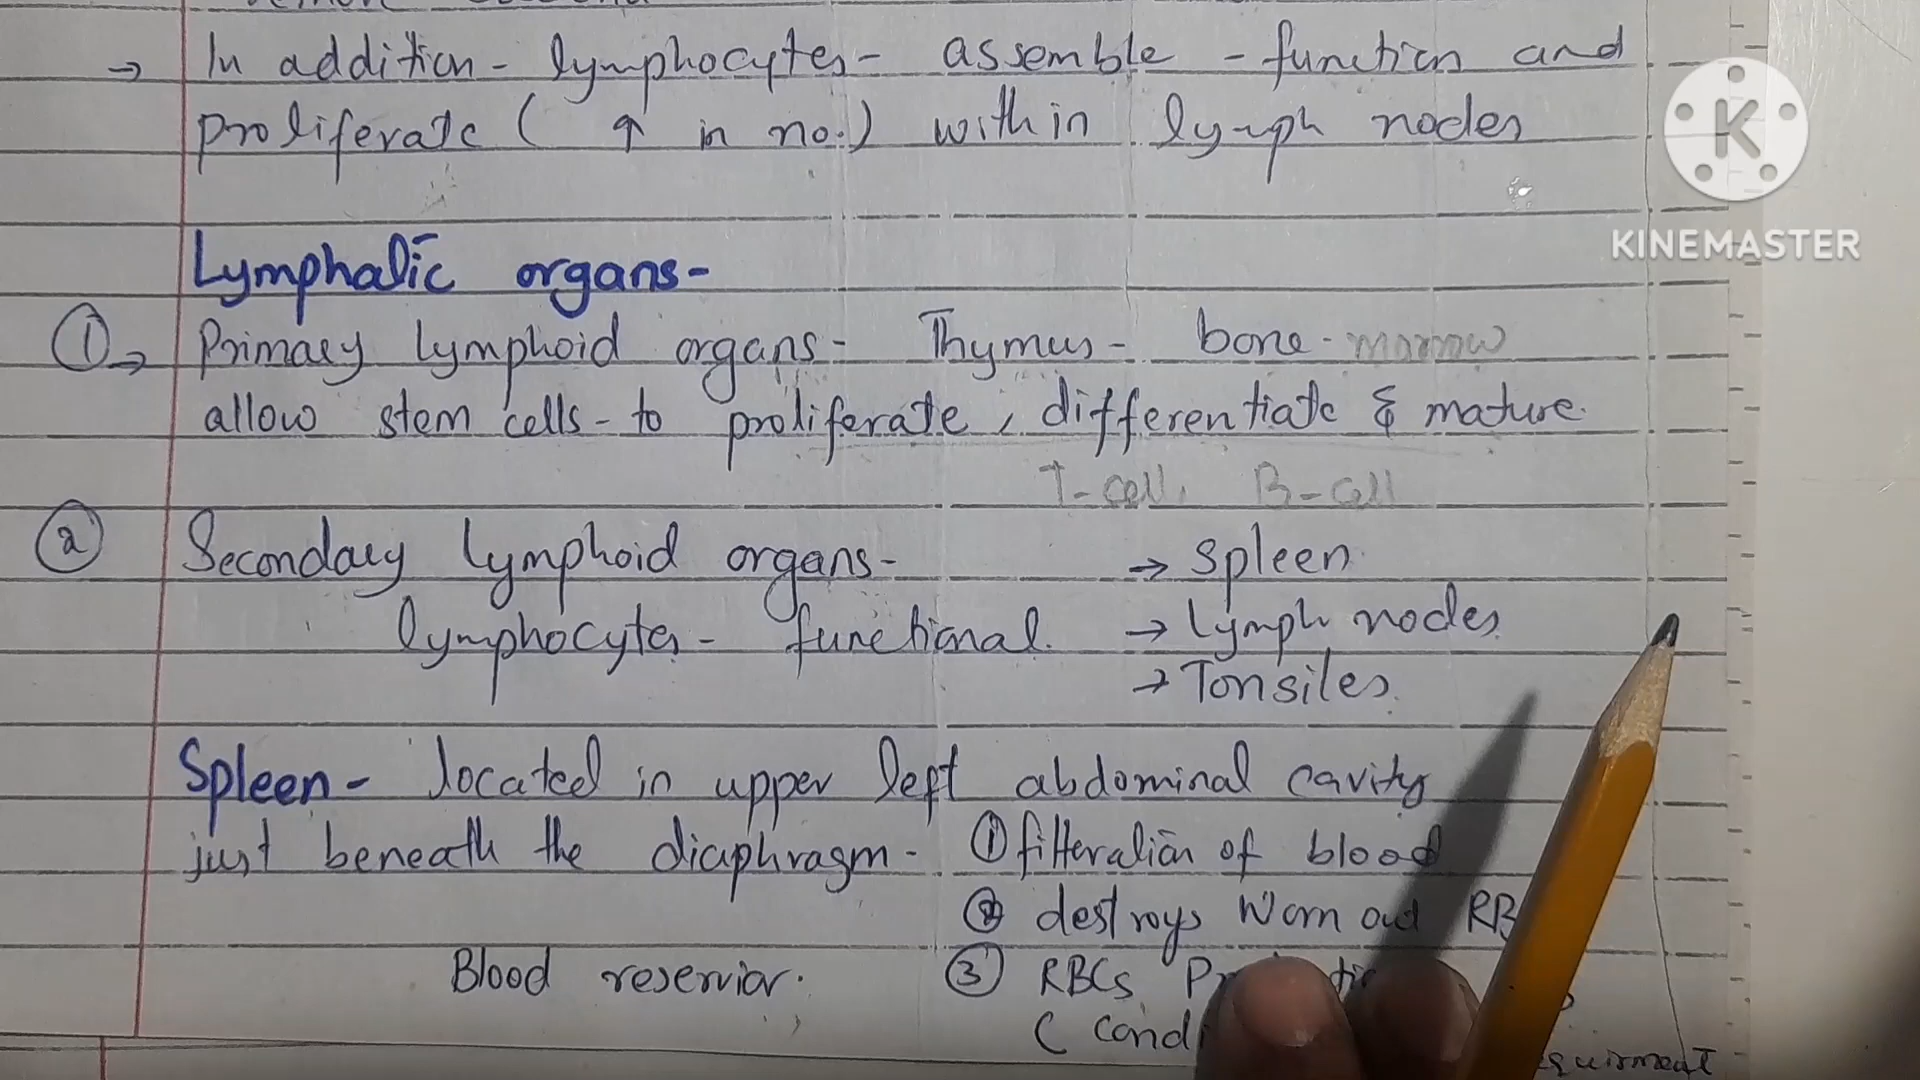 → In addition - lymphocytes - assemble - function and
proliferate ( ↑ in no.) within lymph nodes
K
KINEMASTER
Lymphatic organs-
① → Primary lymphoid organs - Thymus - bone - marrow
allow stem cells - to proliferate, differentiate & mature.
T-cell, B-cell
② Secondary lymphoid organs- → Spleen.
lymphocytes - functional. → Lymph nodes.
→ Tonsiles.
Spleen - located in upper left abdominal cavity
just beneath the diaphragm - ① filteration of blood
② destroys worn out RB
Blood reservior. ③ RBCs
(